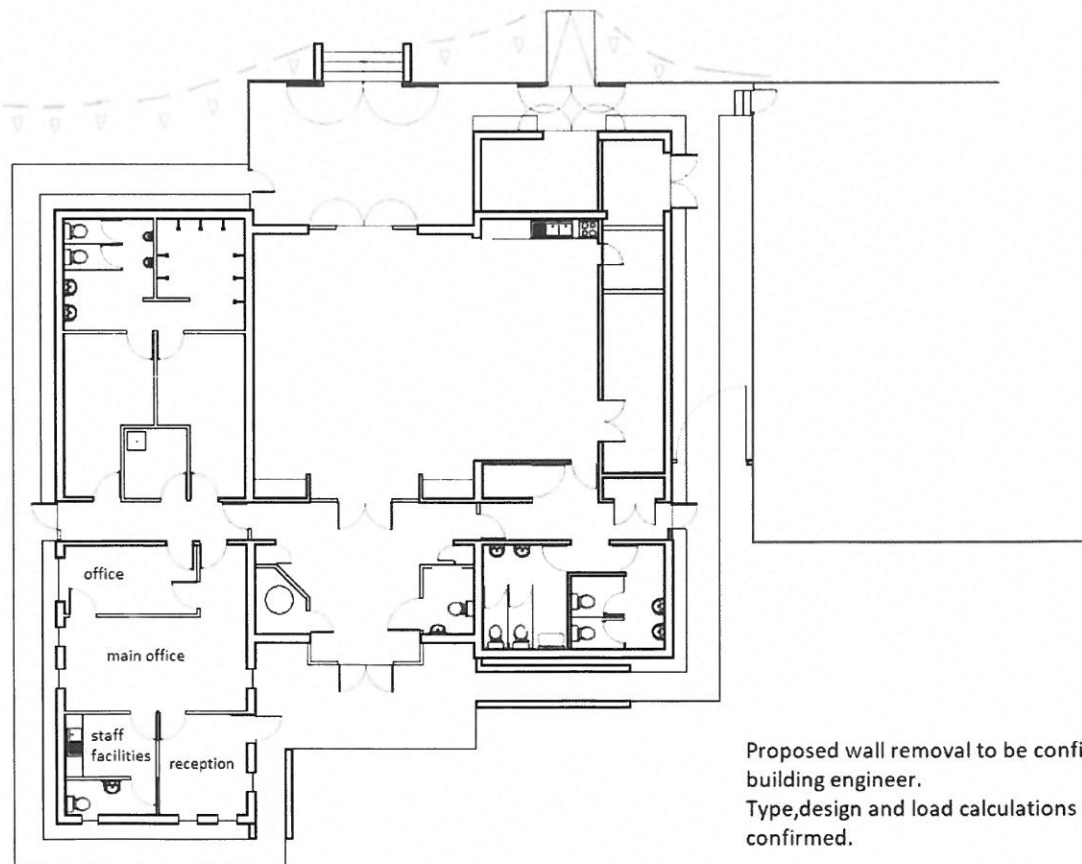 office
main office
staff
facilities
reception
Proposed wall removal to be confi
building engineer.
Type,design and load calculations
confirmed.